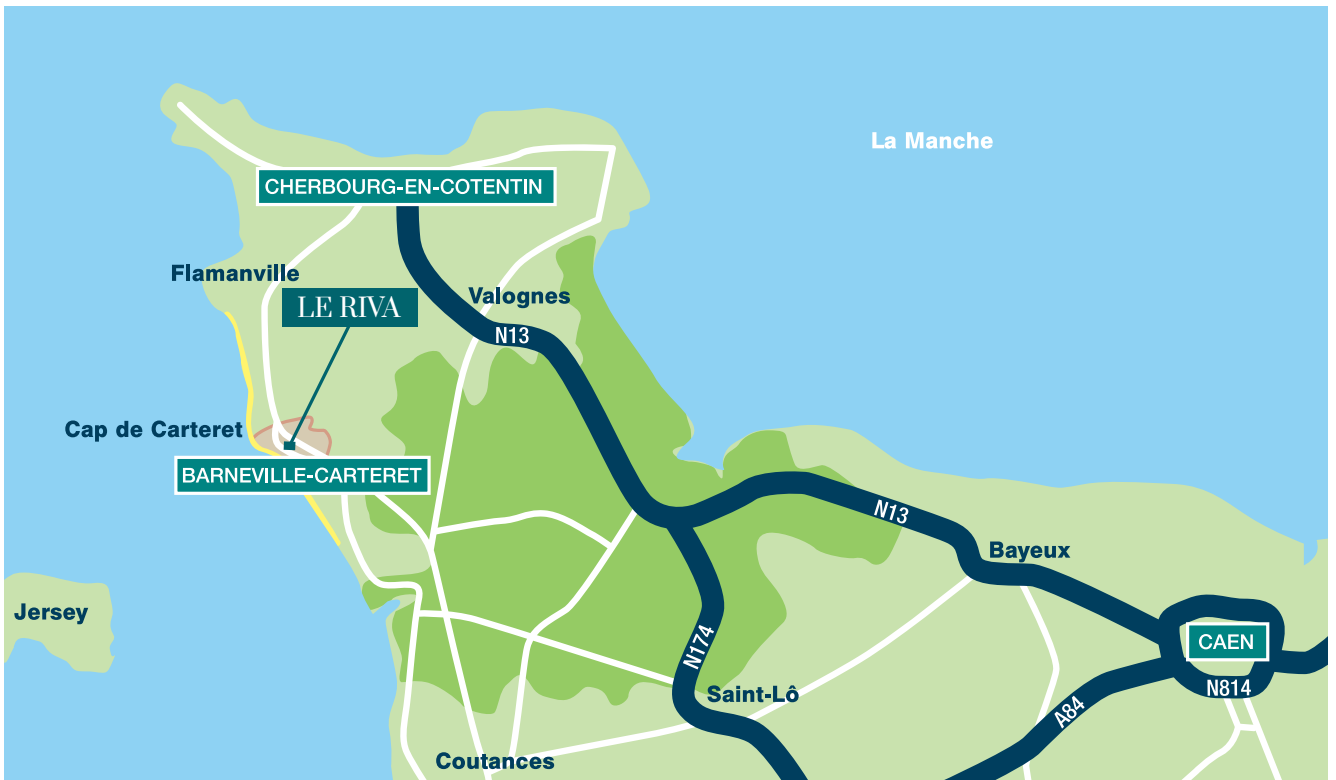 La Manche
CHERBOURG-EN-COTENTIN
Flamanville
LE RIVA
Valognes
N13
Cap de Carteret
BARNEVILLE-CARTERET
N13
Bayeux
Jersey
N174
CAEN
N814
Saint-Lô
A84
Coutances